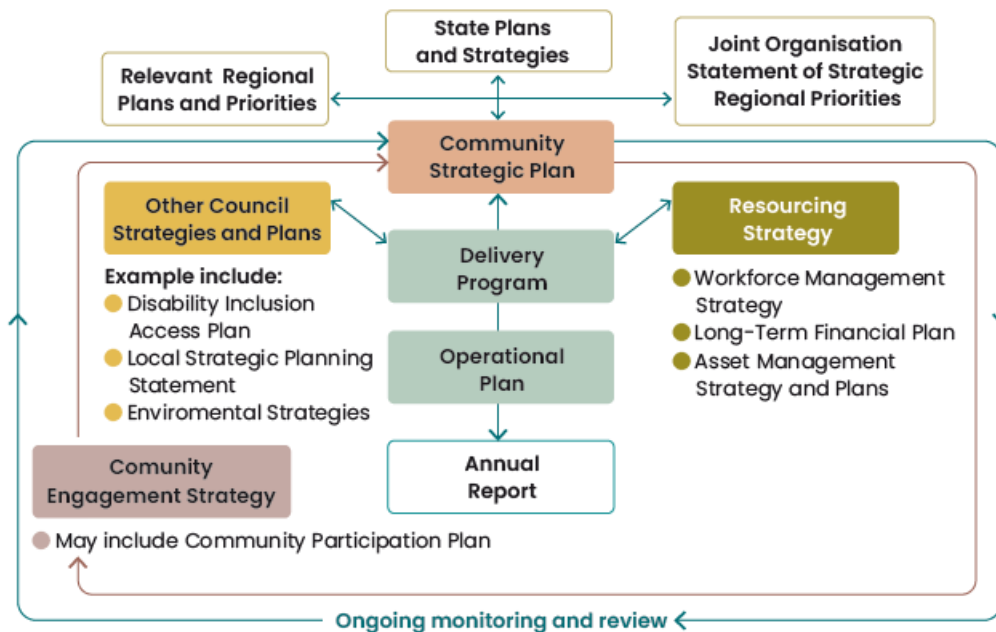 State Plans
and Strategies
Relevant Regional
Plans and Priorities
Joint Organisation
Statement of Strategic
Regional Priorities
Community
Strategic Plan
Other Council
Strategies and Plans
Example include:
Disability Inclusion
Access Plan
Local Strategic Planning
Statement
Enviromental Strategies
Delivery
Program
Operational
Plan
Annual
Report
Resourcing
Strategy
Workforce Management
Strategy
Long-Term Financial Plan
Asset Management
Strategy and Plans
Comunity
Engagement Strategy
May include Community Participation Plan
Ongoing monitoring and review